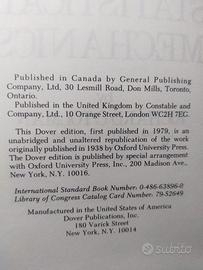 STATISTICAL
MECHANICS
Published in Canada by General Publishing
Company, Ltd., 30 Lesmill Road, Don Mills, Toronto,
Ontario.
Published in the United Kingdom by Constable and
Company, Ltd., 10 Orange Street, London WC2H 7EG.
This Dover edition, first published in 1979, is an
unabridged and unaltered republication of the work
originally published in 1938 by Oxford University Press.
The Dover edition is published by special arrangement
with Oxford University Press, Inc., 200 Madison Ave.,
New York, N.Y. 10016.
International Standard Book Number: 0-486-63896-0
Library of Congress Catalog Card Number: 79-52649
Manufactured in the United States of America
Dover Publications, Inc.
180 Varick Street
New York, N.Y. 10014
subito